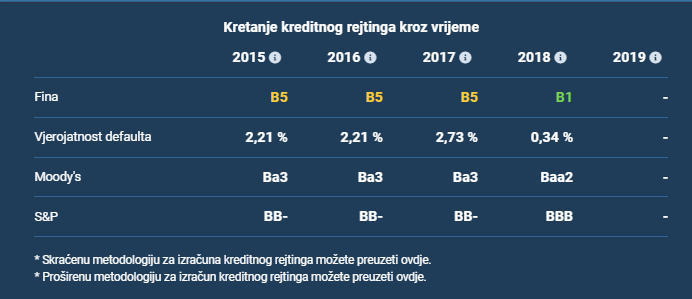 Kretanje kreditnog rejtinga kroz vrijeme
2015 2016 2017 2018 2019
Fina B5 B5 B5 B1 -
Vjerojatnost defaulta 2,21 % 2,21 % 2,73 % 0,34 % -
Moody's Ba3 Ba3 Ba3 Baa2 -
S&P BB- BB- BB- BBB -
* Skraćenu metodologiju za izračuna kreditnog rejtinga možete preuzeti ovdje.
* Proširenu metodologiju za izračun kreditnog rejtinga možete preuzeti ovdje.